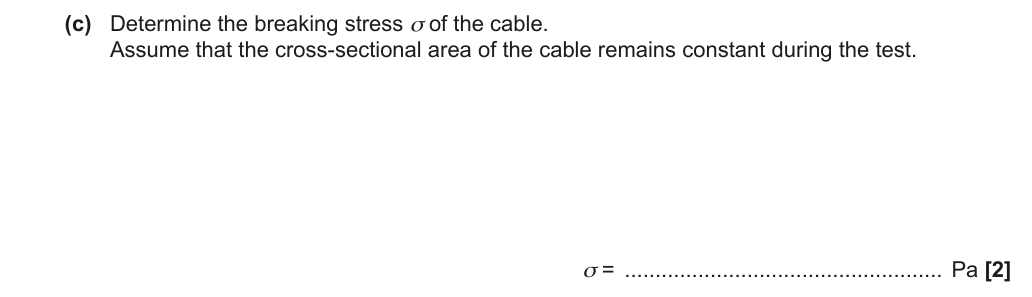 (c) Determine the breaking stress σ of the cable.
Assume that the cross-sectional area of the cable remains constant during the test.
σ = .................................................... Pa [2]